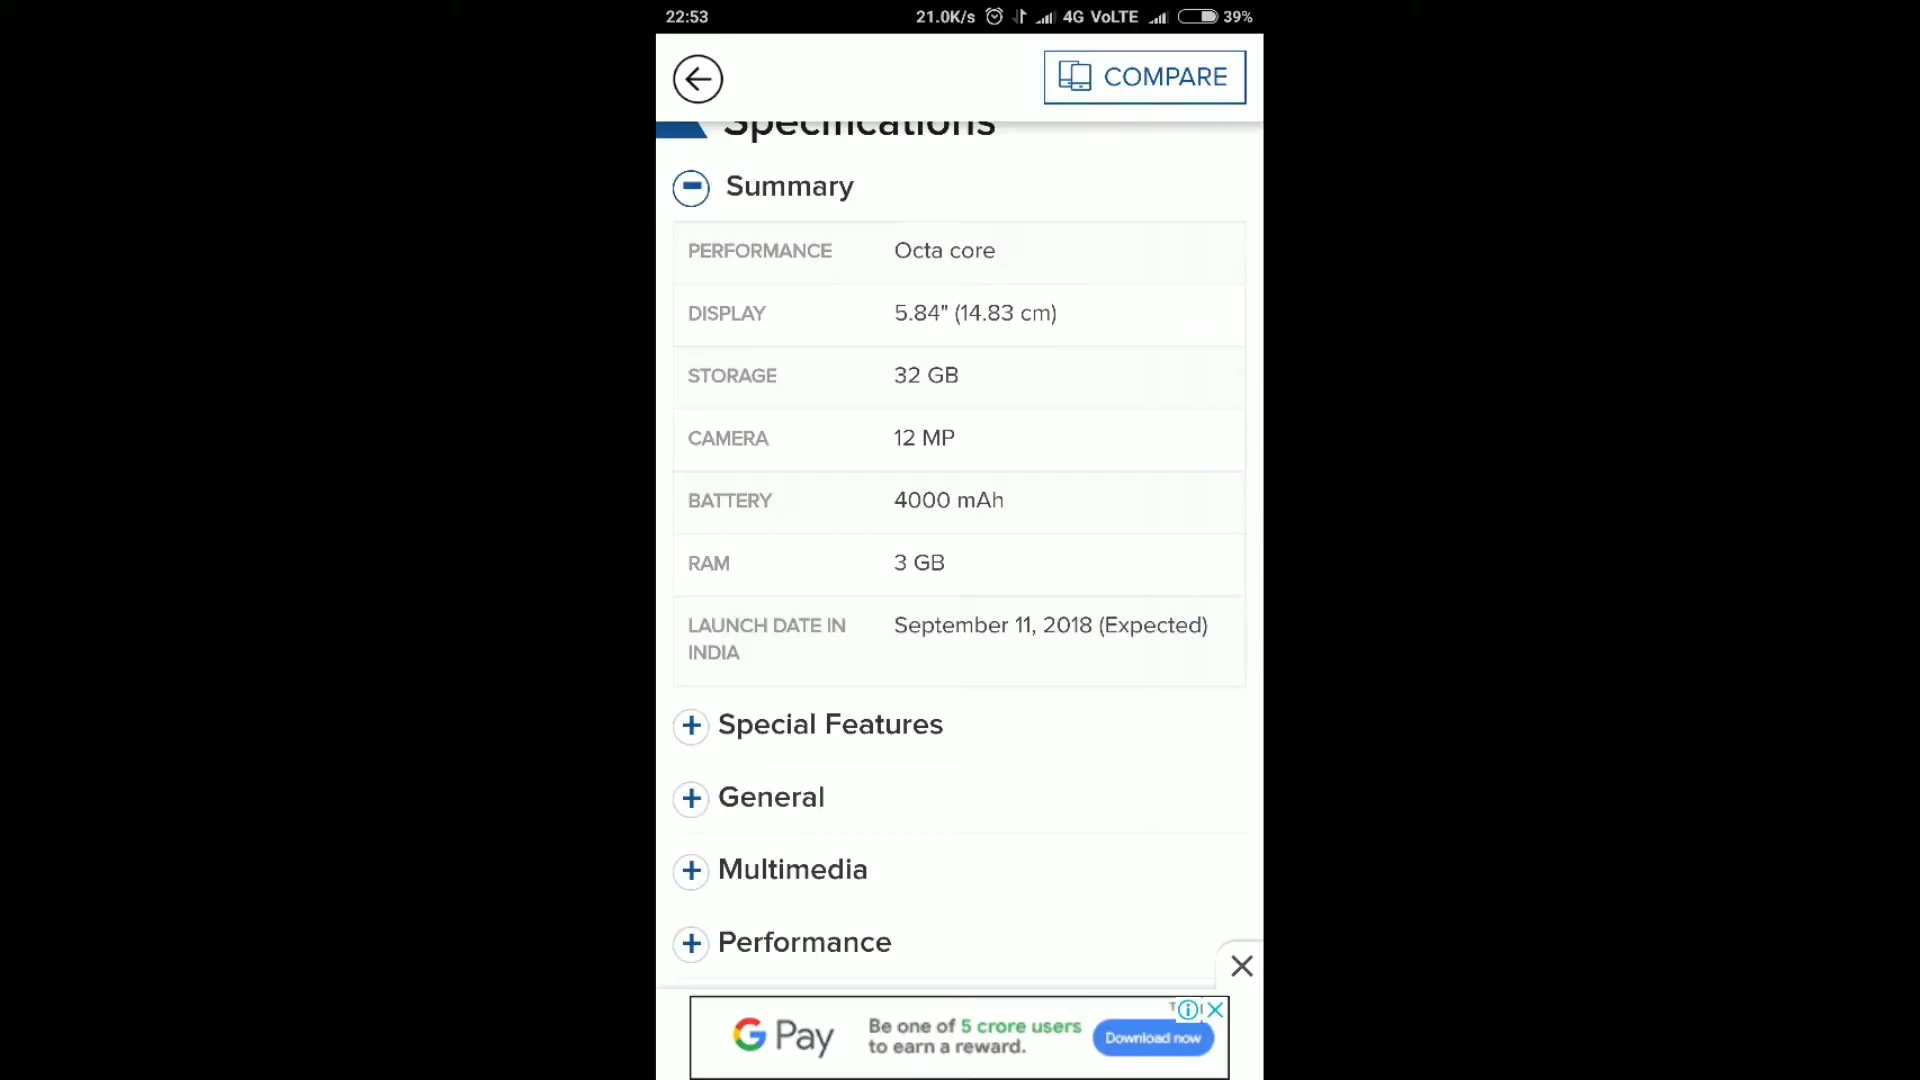 22:53 21.0K/s 4G VoLTE 39%
COMPARE
Specifications
Summary
PERFORMANCE Octa core
DISPLAY 5.84" (14.83 cm)
STORAGE 32 GB
CAMERA 12 MP
BATTERY 4000 mAh
RAM 3 GB
LAUNCH DATE IN September 11, 2018 (Expected)
INDIA
Special Features
General
Multimedia
Performance
G Pay
Be one of 5 crore users
to earn a reward.
Download now